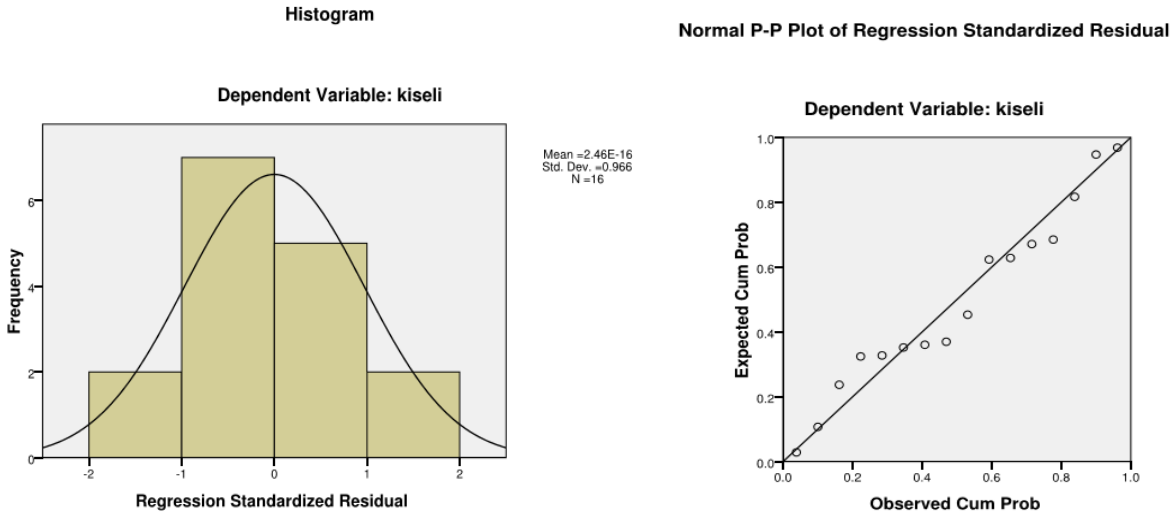 Histogram
Dependent Variable: kiseli
Mean =2.46E-16
Std. Dev. =0.966
N =16
Frequency
6
4
2
0
-2 -1 0 1 2
Regression Standardized Residual
Normal P-P Plot of Regression Standardized Residual
Dependent Variable: kiseli
Expected Cum Prob
1.0
0.8
0.6
0.4
0.2
0.0
0.0 0.2 0.4 0.6 0.8 1.0
Observed Cum Prob